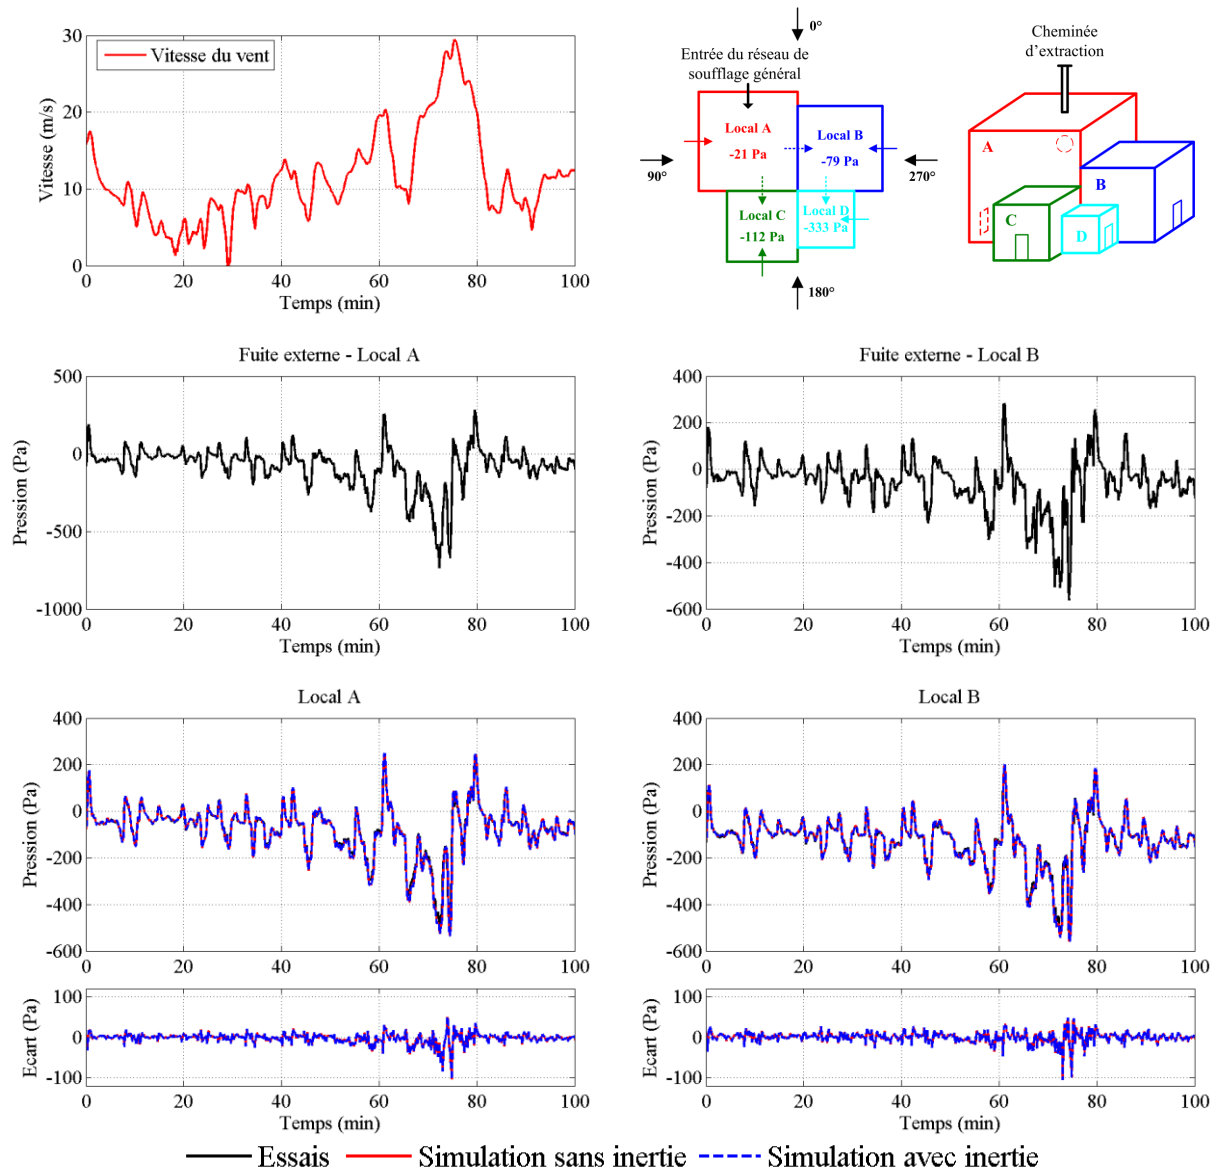 Vitesse du vent
30
20
10
0
Vitesse (m/s)
0
20
40
60
80
100
Temps (min)
0°
Entrée du réseau de
soufflage général
Local A
-21 Pa
Local B
-79 Pa
90°
270°
Local C
-112 Pa
Local D
-333 Pa
180°
Cheminée
d'extraction
A
B
C
D
Fuite externe - Local A
500
0
-500
-1000
Pression (Pa)
0
20
40
60
80
100
Temps (min)
Fuite externe - Local B
400
200
0
-200
-400
-600
Pression (Pa)
0
20
40
60
80
100
Temps (min)
Local A
400
200
0
-200
-400
-600
Pression (Pa)
0
20
40
60
80
100
Local B
400
200
0
-200
-400
-600
Pression (Pa)
0
20
40
60
80
100
100
0
-100
Ecart (Pa)
0
20
40
60
80
100
Temps (min)
100
0
-100
Ecart (Pa)
0
20
40
60
80
100
Temps (min)
Essais
Simulation sans inertie
Simulation avec inertie